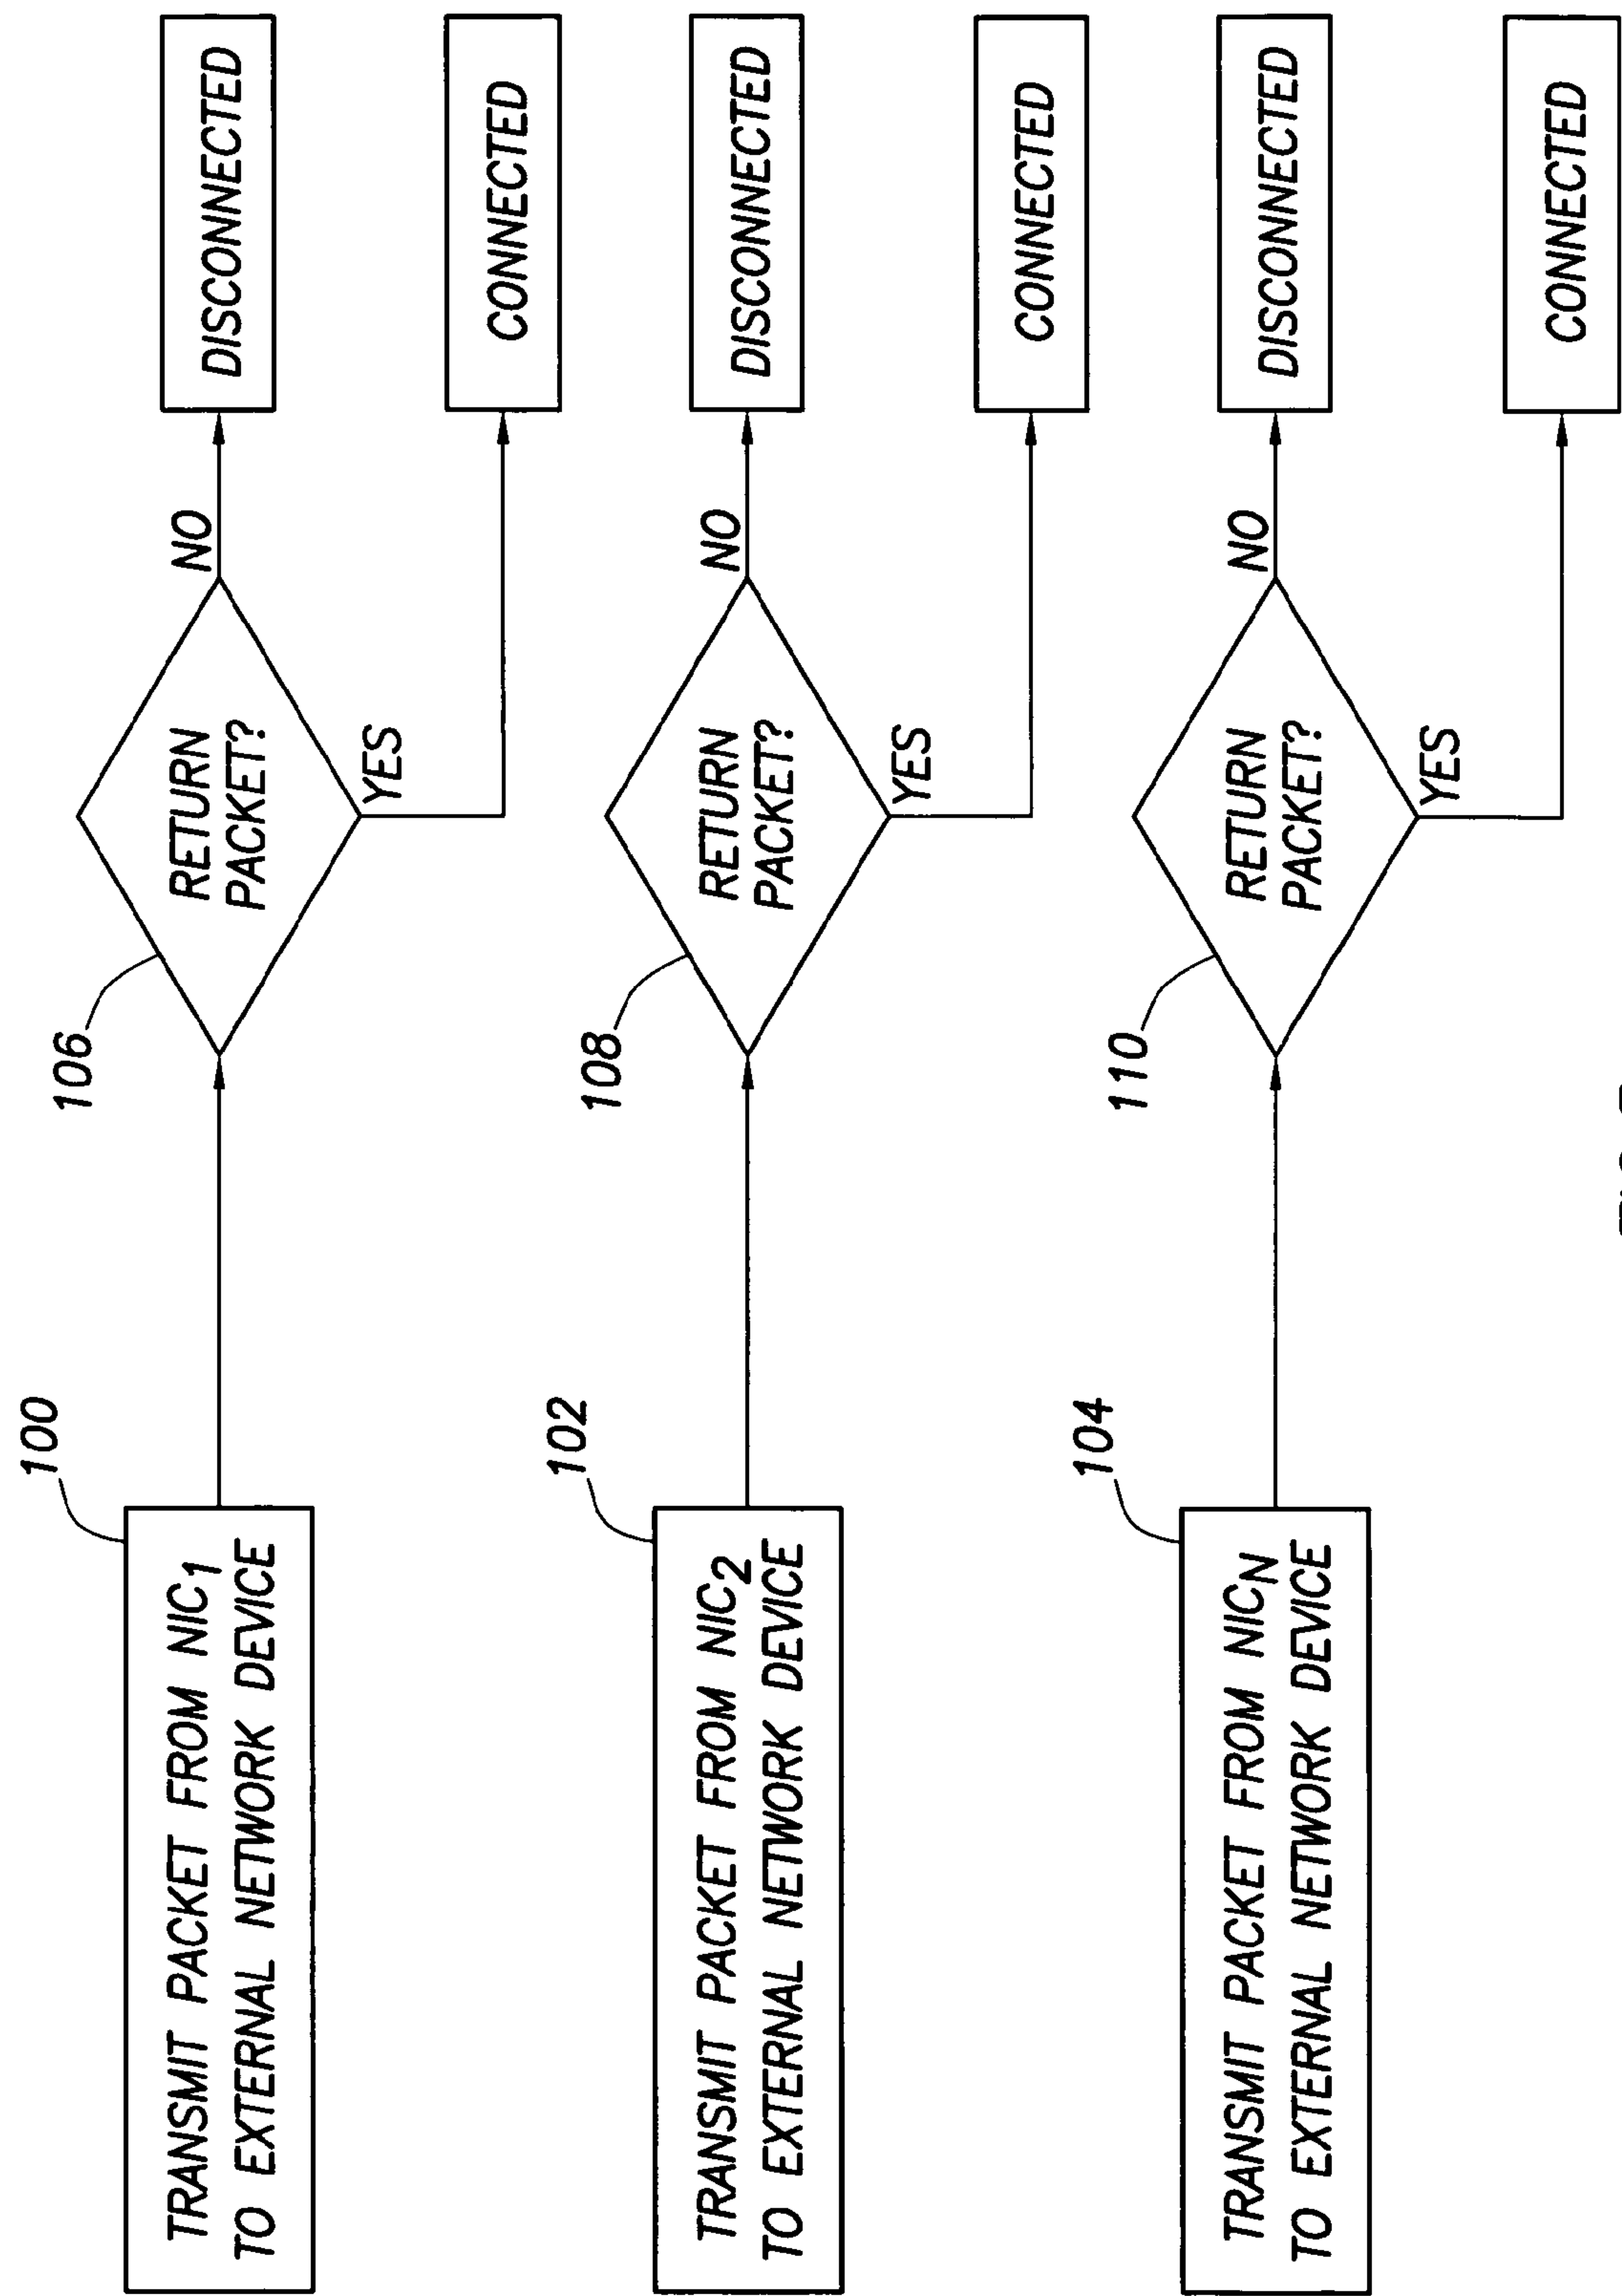 100
TRANSMIT PACKET FROM NIC1
TO EXTERNAL NETWORK DEVICE
106
RETURN
PACKET?
NO
DISCONNECTED
YES
CONNECTED
102
TRANSMIT PACKET FROM NIC2
TO EXTERNAL NETWORK DEVICE
108
RETURN
PACKET?
NO
DISCONNECTED
YES
CONNECTED
104
TRANSMIT PACKET FROM NICN
TO EXTERNAL NETWORK DEVICE
110
RETURN
PACKET?
NO
DISCONNECTED
YES
CONNECTED